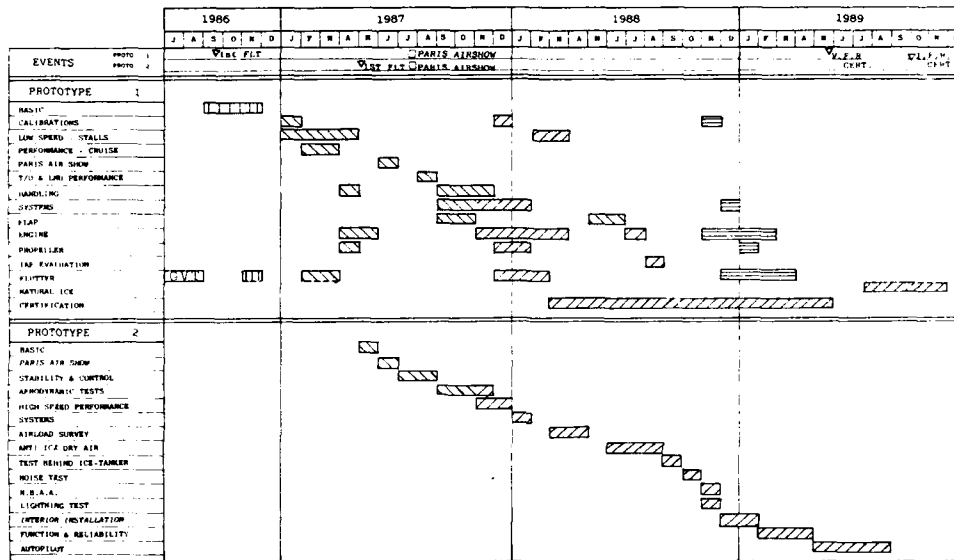 1986 1987 1988 1989
J A S O N D J F M A M J J A S O N D J F M A M J J A S O N D J F M A M J J A S O N D
EVENTS
PROTO 1
PROTO 2
1st FLT
PARIS AIRSHOW
1ST FLT
PARIS AIRSHOW
V.F.R
CERT.
I.F.R
CERT
PROTOTYPE 1
BASIC
CALIBRATIONS
LOW SPEED - STALLS
PERFORMANCE - CRUISE
PARIS AIR SHOW
T/O & LND PERFORMANCE
HANDLING
SYSTEMS
FLAP
ENGINE
PROPELLER
IAF EVALUATION
FLUTTER
GVT
NATURAL ICE
CERTIFICATION
PROTOTYPE 2
BASIC
PARIS AIR SHOW
STABILITY & CONTROL
AERODYNAMIC TESTS
HIGH SPEED PERFORMANCE
SYSTEMS
AIRLOAD SURVEY
ANTI ICE DRY AIR
TEST BEHIND ICE-TANKER
NOISE TEST
N.B.A.A.
LIGHTNING TEST
INTERIOR INSTALLATION
FUNCTION & RELIABILITY
AUTOPILOT